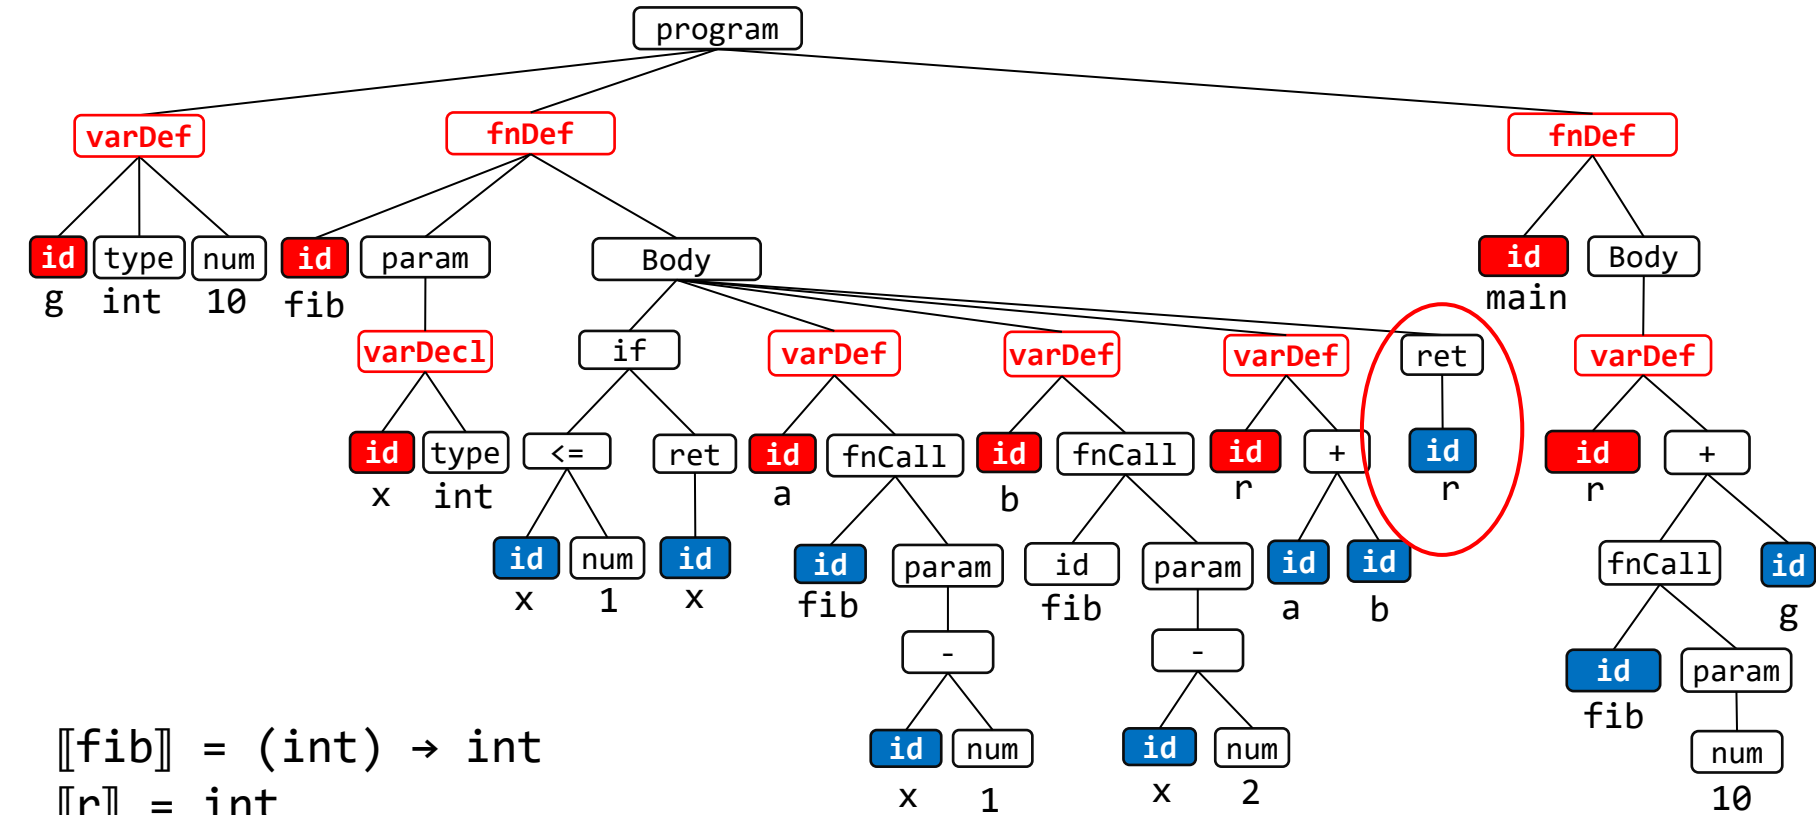 program
varDef fnDef fnDef
id type num id param Body id Body
g int 10 fib main
varDecl if varDef varDef varDef ret varDef
id type <= ret id fnCall id fnCall id + id id +
x int a b r r r
id num id id param id param id id fnCall id
x 1 x fib fib a b g
- - id param
fib
id num id num num
x 1 x 2 10
⟦fib⟧ = (int) → int
⟦r⟧ = int